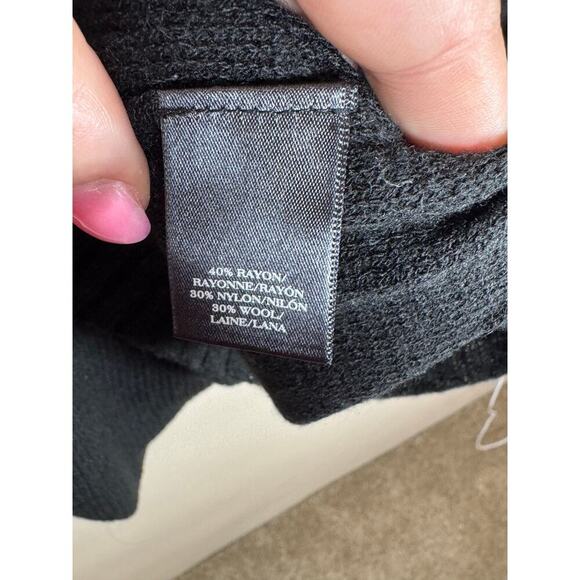 40% RAYON/
RAYONNE/RAYÓN
30% NYLON/NILÓN
30% WOOL/
LAINE/LANA